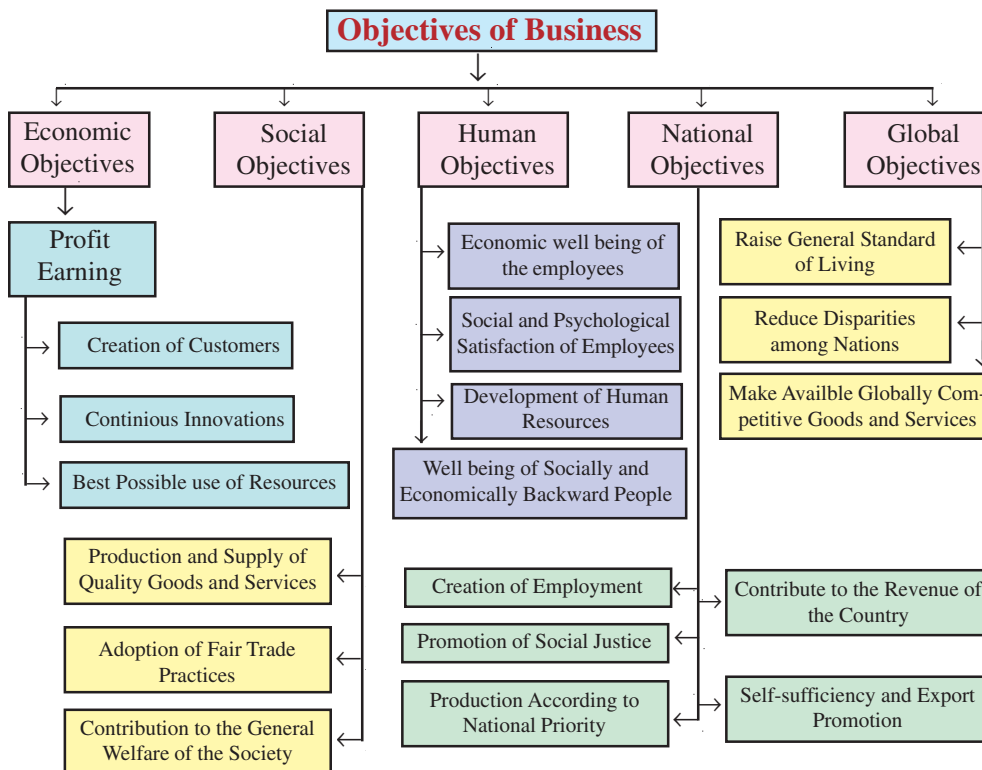 Objectives of Business
Economic
Objectives
Social
Objectives
Human
Objectives
National
Objectives
Global
Objectives
Profit
Earning
Creation of Customers
Continious Innovations
Best Possible use of Resources
Production and Supply of
Quality Goods and Services
Adoption of Fair Trade
Practices
Contribution to the General
Welfare of the Society
Economic well being of
the employees
Social and Psychological
Satisfaction of Employees
Development of Human
Resources
Well being of Socially and
Economically Backward People
Creation of Employment
Promotion of Social Justice
Production According to
National Priority
Contribute to the Revenue of
the Country
Self-sufficiency and Export
Promotion
Raise General Standard
of Living
Reduce Disparities
among Nations
Make Availble Globally Com-
petitive Goods and Services